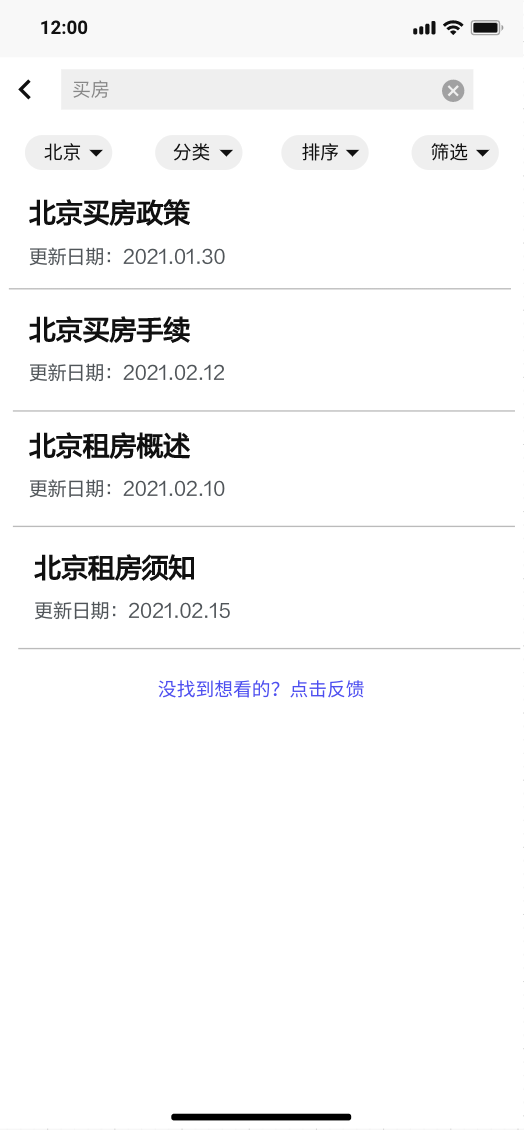 12:00
买房
北京 分类 排序 筛选
北京买房政策
更新日期：2021.01.30
北京买房手续
更新日期：2021.02.12
北京租房概述
更新日期：2021.02.10
北京租房须知
更新日期：2021.02.15
没找到想看的？点击反馈